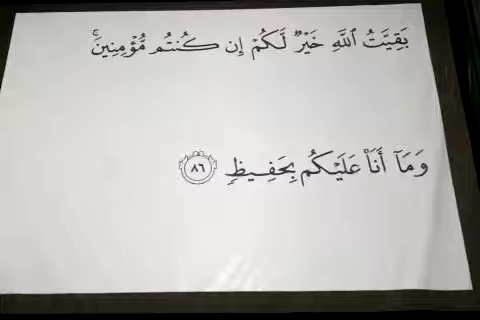 بَقِيَّتُ ٱللَّهِ خَيْرٌ لَّكُمْ إِن كُنتُم مُّؤْمِنِينَۚ
وَمَآ أَنَا۠ عَلَيْكُم بِحَفِيظٍ ٨٦